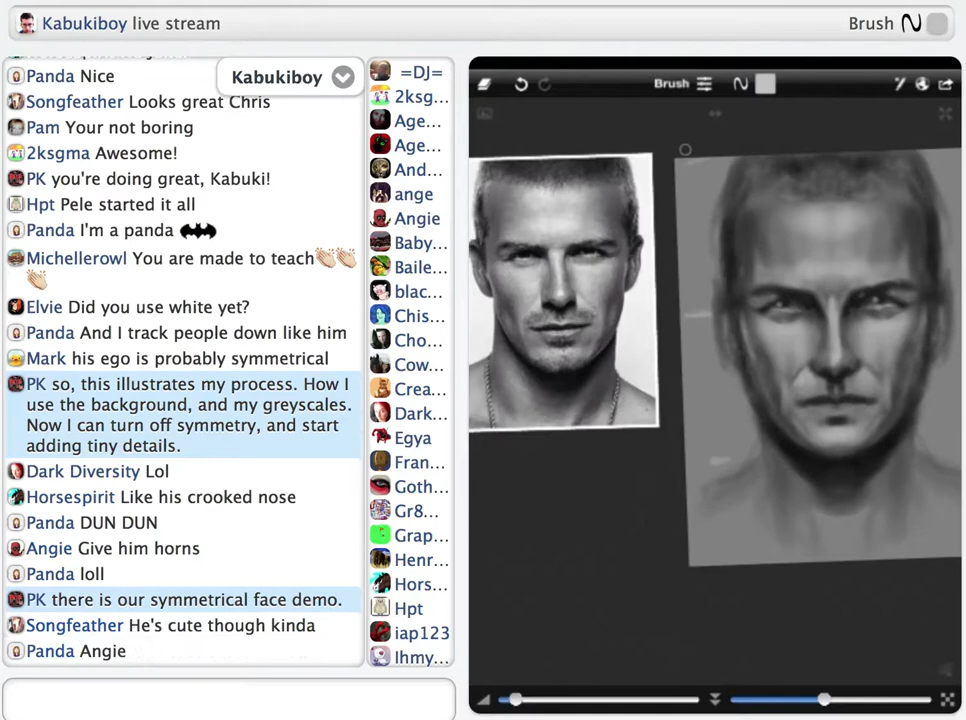 Kabukiboy live stream
Brush
Kabukiboy
Panda Nice
Songfeather Looks great Chris
Pam Your not boring
2ksgma Awesome!
PK you're doing great, Kabuki!
Hpt Pele started it all
Panda I'm a panda
Michellerowl You are made to teach
Elvie Did you use white yet?
Panda And I track people down like him
Mark his ego is probably symmetrical
PK so, this illustrates my process. How I
use the background, and my greyscales.
Now I can turn off symmetry, and start
adding tiny details.
Dark Diversity Lol
Horsespirit Like his crooked nose
Panda DUN DUN
Angie Give him horns
Panda loll
PK there is our symmetrical face demo.
Songfeather He's cute though kinda
Panda Angie
=DJ=
2ksg...
Age...
Age...
And...
ange
Angie
Baby...
Baile...
blac...
Chis...
Cho...
Cow...
Crea...
Dark...
Egya
Fran...
Goth...
Gr8...
Grap...
Henr...
Hors...
Hpt
iap123
Ihmy...
Brush